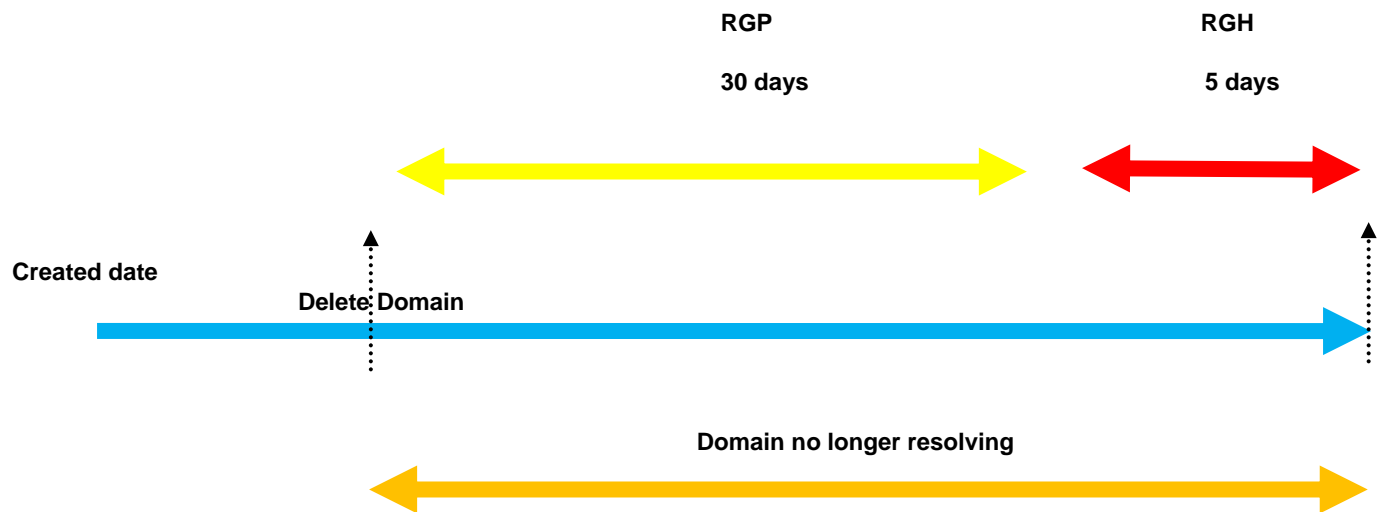 RGP RGH
30 days 5 days
Created date
Delete Domain
Domain no longer resolving